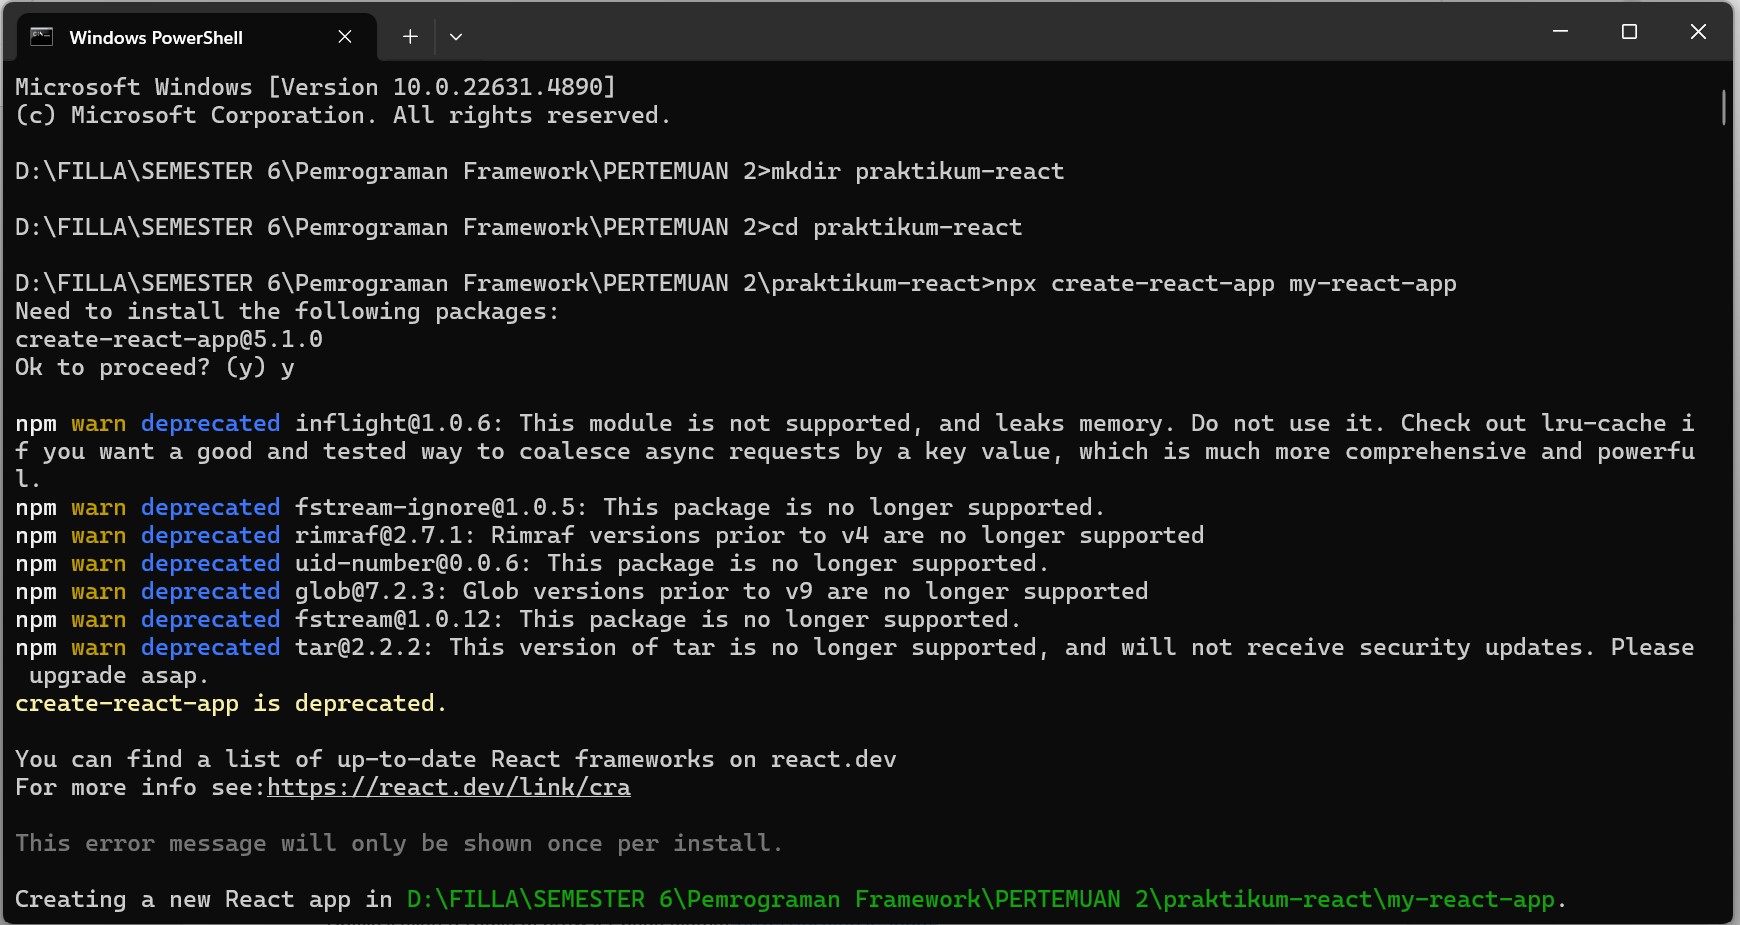 Windows PowerShell
Microsoft Windows [Version 10.0.22631.4890]
(c) Microsoft Corporation. All rights reserved.
D:\FILLA\SEMESTER 6\Pemrograman Framework\PERTEMUAN 2>mkdir praktikum-react
D:\FILLA\SEMESTER 6\Pemrograman Framework\PERTEMUAN 2>cd praktikum-react
D:\FILLA\SEMESTER 6\Pemrograman Framework\PERTEMUAN 2\praktikum-react>npx create-react-app my-react-app
Need to install the following packages:
create-react-app@5.1.0
Ok to proceed? (y) y
npm warn deprecated inflight@1.0.6: This module is not supported, and leaks memory. Do not use it. Check out lru-cache i
f you want a good and tested way to coalesce async requests by a key value, which is much more comprehensive and powerfu
l.
npm warn deprecated fstream-ignore@1.0.5: This package is no longer supported.
npm warn deprecated rimraf@2.7.1: Rimraf versions prior to v4 are no longer supported
npm warn deprecated uid-number@0.0.6: This package is no longer supported.
npm warn deprecated glob@7.2.3: Glob versions prior to v9 are no longer supported
npm warn deprecated fstream@1.0.12: This package is no longer supported.
npm warn deprecated tar@2.2.2: This version of tar is no longer supported, and will not receive security updates. Please
 upgrade asap.
create-react-app is deprecated.
You can find a list of up-to-date React frameworks on react.dev
For more info see:https://react.dev/link/cra
This error message will only be shown once per install.
Creating a new React app in D:\FILLA\SEMESTER 6\Pemrograman Framework\PERTEMUAN 2\praktikum-react\my-react-app.